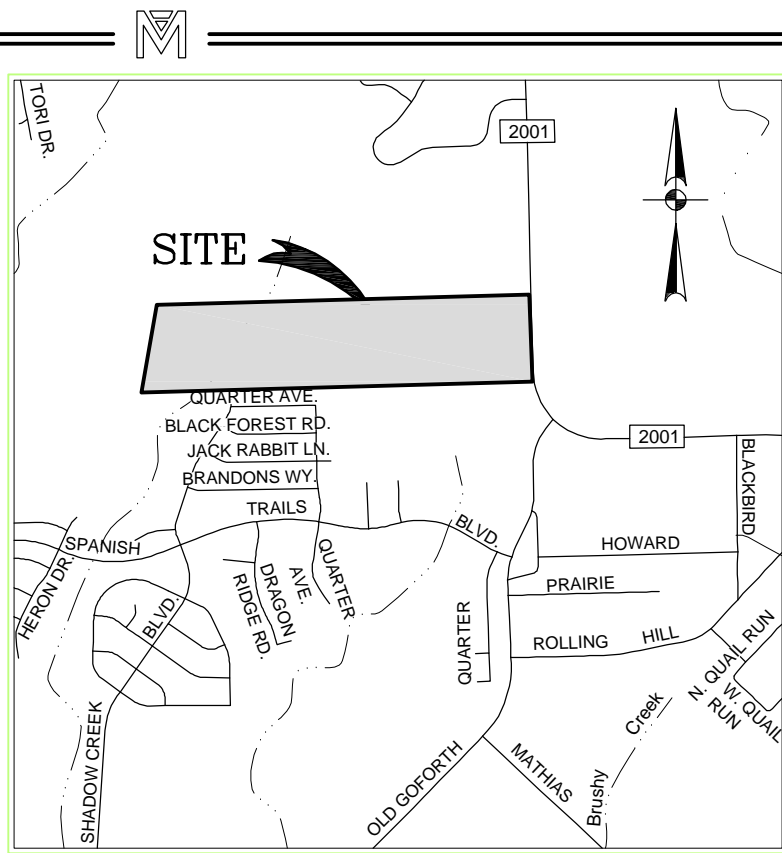 TORI DR.
2001
SITE
QUARTER AVE.
BLACK FOREST RD.
JACK RABBIT LN.
BRANDONS WY.
2001
BLACKBIRD
TRAILS
SPANISH
BLVD.
HOWARD
HERON DR.
BLVD.
RIDGE RD.
DRAGON
AVE.
QUARTER
PRAIRIE
QUARTER
ROLLING
HILL
N. QUAIL RUN
W. QUAIL
RUN
SHADOW CREEK
OLD GOFORTH
MATHIAS
Brushy
Creek